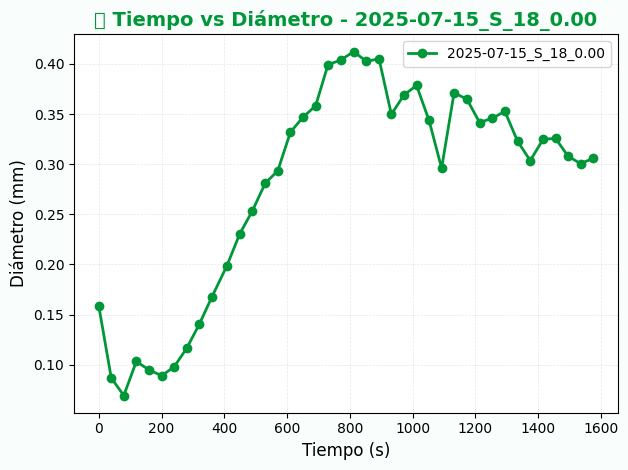 Tiempo vs Diámetro - 2025-07-15_S_18_0.00
2025-07-15_S_18_0.00
Diámetro (mm)
0.40
0.35
0.30
0.25
0.20
0.15
0.10
0 200 400 600 800 1000 1200 1400 1600
Tiempo (s)